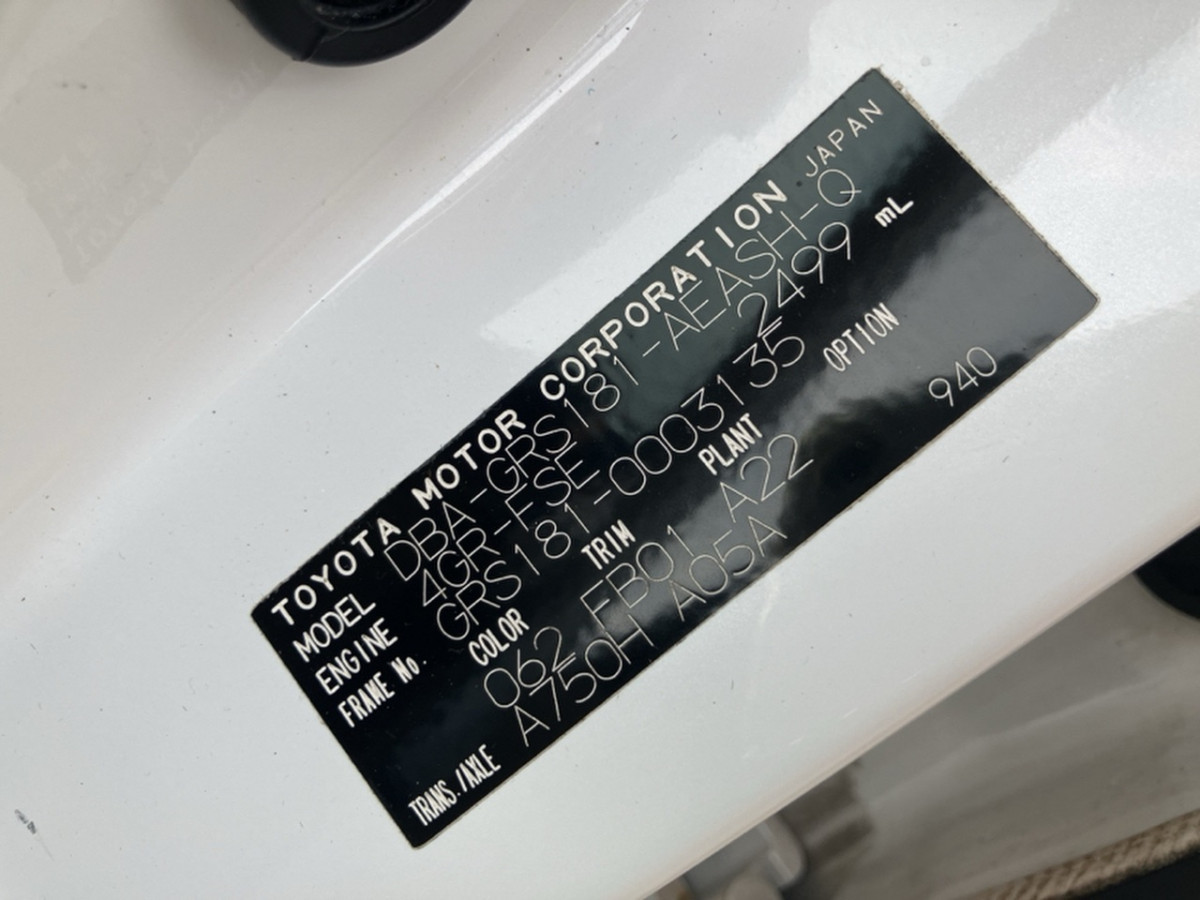 TOYOTA MOTOR CORPORATION JAPAN
MODEL DBA-GRS181-AEASH-Q
ENGINE 4GR-FSE 2499 mL
FRAME No. GRS181-0003135
COLOR TRIM PLANT OPTION
062 FB01 A22 940
TRANS./AXLE A750H A05A